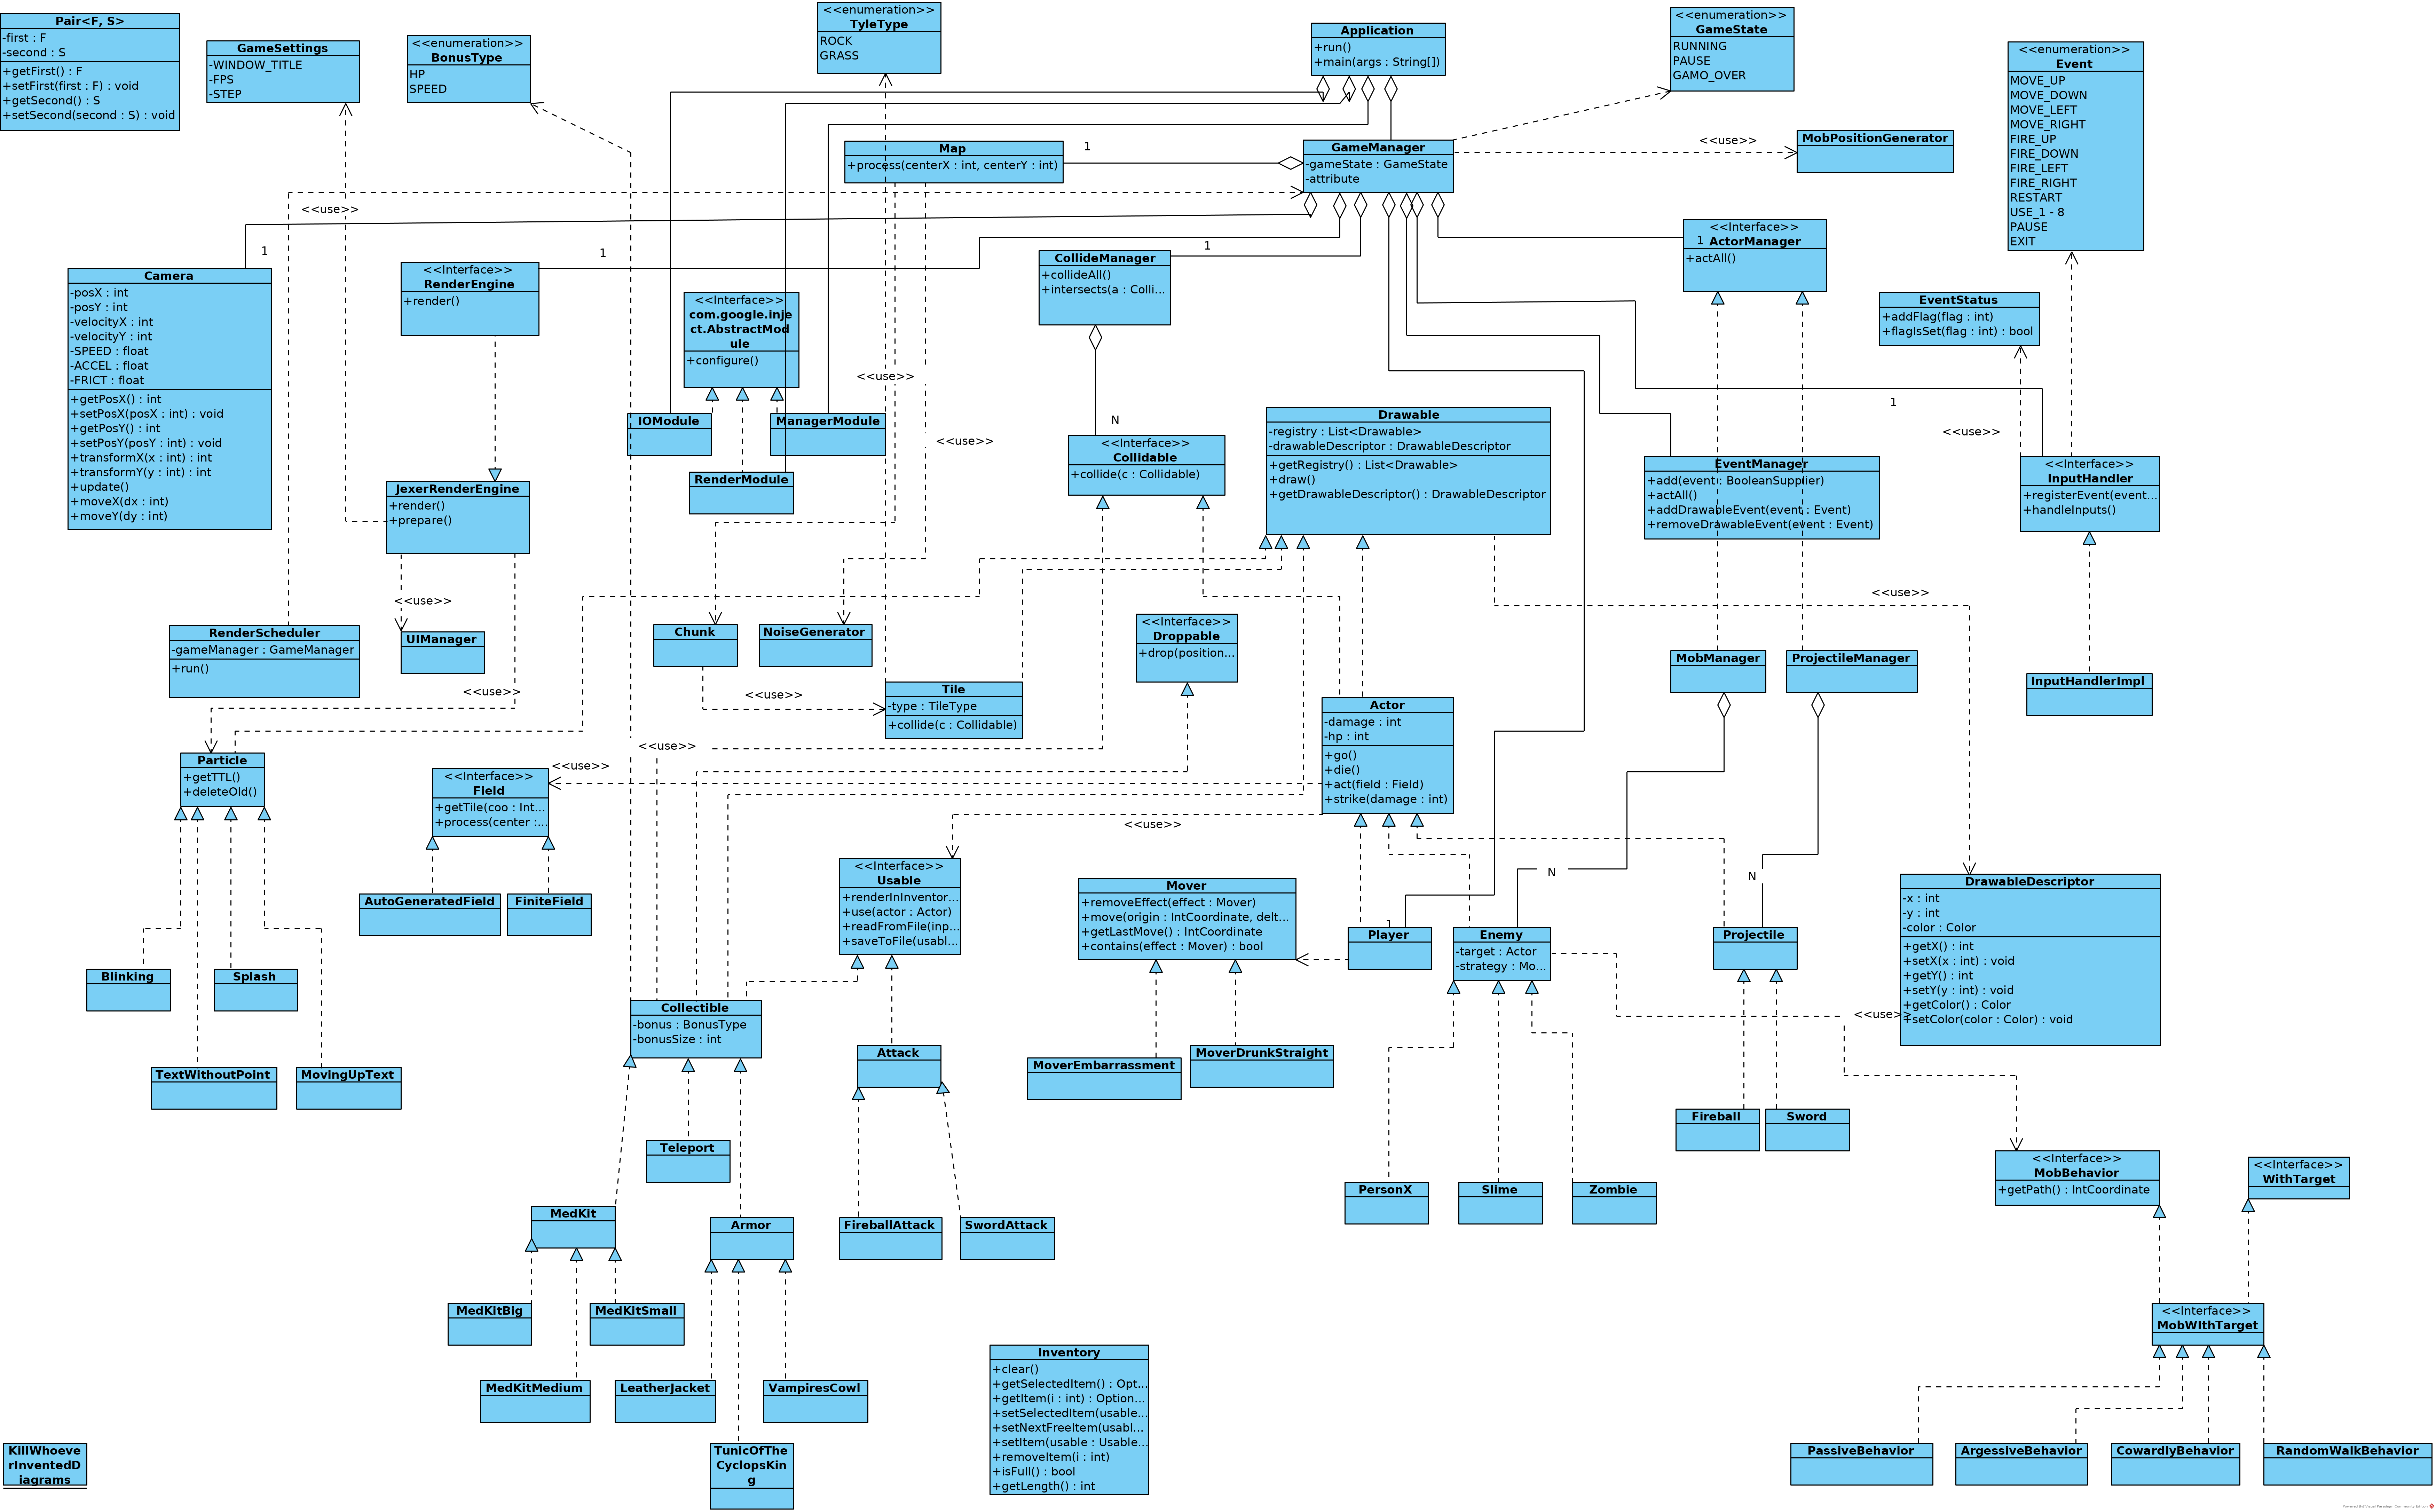 Pair<F, S>
-first : F
-second : S
+getFirst() : F
+setFirst(first : F) : void
+getSecond() : S
+setSecond(second : S) : void
GameSettings
-WINDOW_TITLE
-FPS
-STEP
<<enumeration>>
BonusType
HP
SPEED
<<enumeration>>
TyleType
ROCK
GRASS
Application
+run()
+main(args : String[])
<<enumeration>>
GameState
RUNNING
PAUSE
GAMO_OVER
<<enumeration>>
Event
MOVE_UP
MOVE_DOWN
MOVE_LEFT
MOVE_RIGHT
FIRE_UP
FIRE_DOWN
FIRE_LEFT
FIRE_RIGHT
RESTART
USE_1 - 8
PAUSE
EXIT
Map
+process(centerX : int, centerY : int)
1
GameManager
-gameState : GameState
-attribute
<<use>>
MobPositionGenerator
<<use>>
1
Camera
-posX : int
-posY : int
-velocityX : int
-velocityY : int
-SPEED : float
-ACCEL : float
-FRICT : float
+getPosX() : int
+setPosX(posX : int) : void
+getPosY() : int
+setPosY(posY : int) : void
+transformX(x : int) : int
+transformY(y : int) : int
+update()
+moveX(dx : int)
+moveY(dy : int)
<<Interface>>
RenderEngine
+render()
1
<<Interface>>
com.google.inje
ct.AbstractMod
ule
+configure()
CollideManager
+collideAll()
+intersects(a : Colli...
1
<<Interface>>
1 ActorManager
+actAll()
EventStatus
+addFlag(flag : int)
+flagIsSet(flag : int) : bool
<<use>>
<<use>>
IOModule
ManagerModule
RenderModule
N
<<Interface>>
Collidable
+collide(c : Collidable)
Drawable
-registry : List<Drawable>
-drawableDescriptor : DrawableDescriptor
+getRegistry() : List<Drawable>
+draw()
+getDrawableDescriptor() : DrawableDescriptor
EventManager
+add(event : BooleanSupplier)
+actAll()
+addDrawableEvent(event : Event)
+removeDrawableEvent(event : Event)
1
<<use>>
<<Interface>>
InputHandler
+registerEvent(event...
+handleInputs()
JexerRenderEngine
+render()
+prepare()
<<use>>
<<use>>
RenderScheduler
-gameManager : GameManager
+run()
UIManager
<<use>>
Chunk
NoiseGenerator
<<use>>
Tile
-type : TileType
+collide(c : Collidable)
<<Interface>>
Droppable
+drop(position...
MobManager
ProjectileManager
InputHandlerImpl
Actor
-damage : int
-hp : int
+go()
+die()
+act(field : Field)
+strike(damage : int)
<<use>>
<<use>>
<<use>>
Particle
+getTTL()
+deleteOld()
<<Interface>>
Field
+getTile(coo : Int...
+process(center :...
AutoGeneratedField
FiniteField
<<Interface>>
Usable
+renderInInventor...
+use(actor : Actor)
+readFromFile(inp...
+saveToFile(usabl...
Mover
+removeEffect(effect : Mover)
+move(origin : IntCoordinate, delt...
+getLastMove() : IntCoordinate
+contains(effect : Mover) : bool
1
Player
N
Enemy
-target : Actor
-strategy : Mo...
N
Projectile
DrawableDescriptor
-x : int
-y : int
-color : Color
+getX() : int
+setX(x : int) : void
+getY() : int
+setY(y : int) : void
+getColor() : Color
+setColor(color : Color) : void
<<use>>
Blinking
Splash
TextWithoutPoint
MovingUpText
Collectible
-bonus : BonusType
-bonusSize : int
Attack
MoverEmbarrassment
MoverDrunkStraight
Teleport
Fireball
Sword
<<Interface>>
MobBehavior
+getPath() : IntCoordinate
<<Interface>>
WithTarget
PersonX
Slime
Zombie
MedKit
Armor
FireballAttack
SwordAttack
MedKitBig
MedKitSmall
<<Interface>>
MobWIthTarget
MedKitMedium
LeatherJacket
VampiresCowl
TunicOfThe
CyclopsKin
g
Inventory
+clear()
+getSelectedItem() : Opt...
+getItem(i : int) : Option...
+setSelectedItem(usable...
+setNextFreeItem(usabl...
+setItem(usable : Usable...
+removeItem(i : int)
+isFull() : bool
+getLength() : int
KillWhoeve
rInventedD
iagrams
PassiveBehavior
ArgessiveBehavior
CowardlyBehavior
RandomWalkBehavior
Powered By Visual Paradigm Community Edition